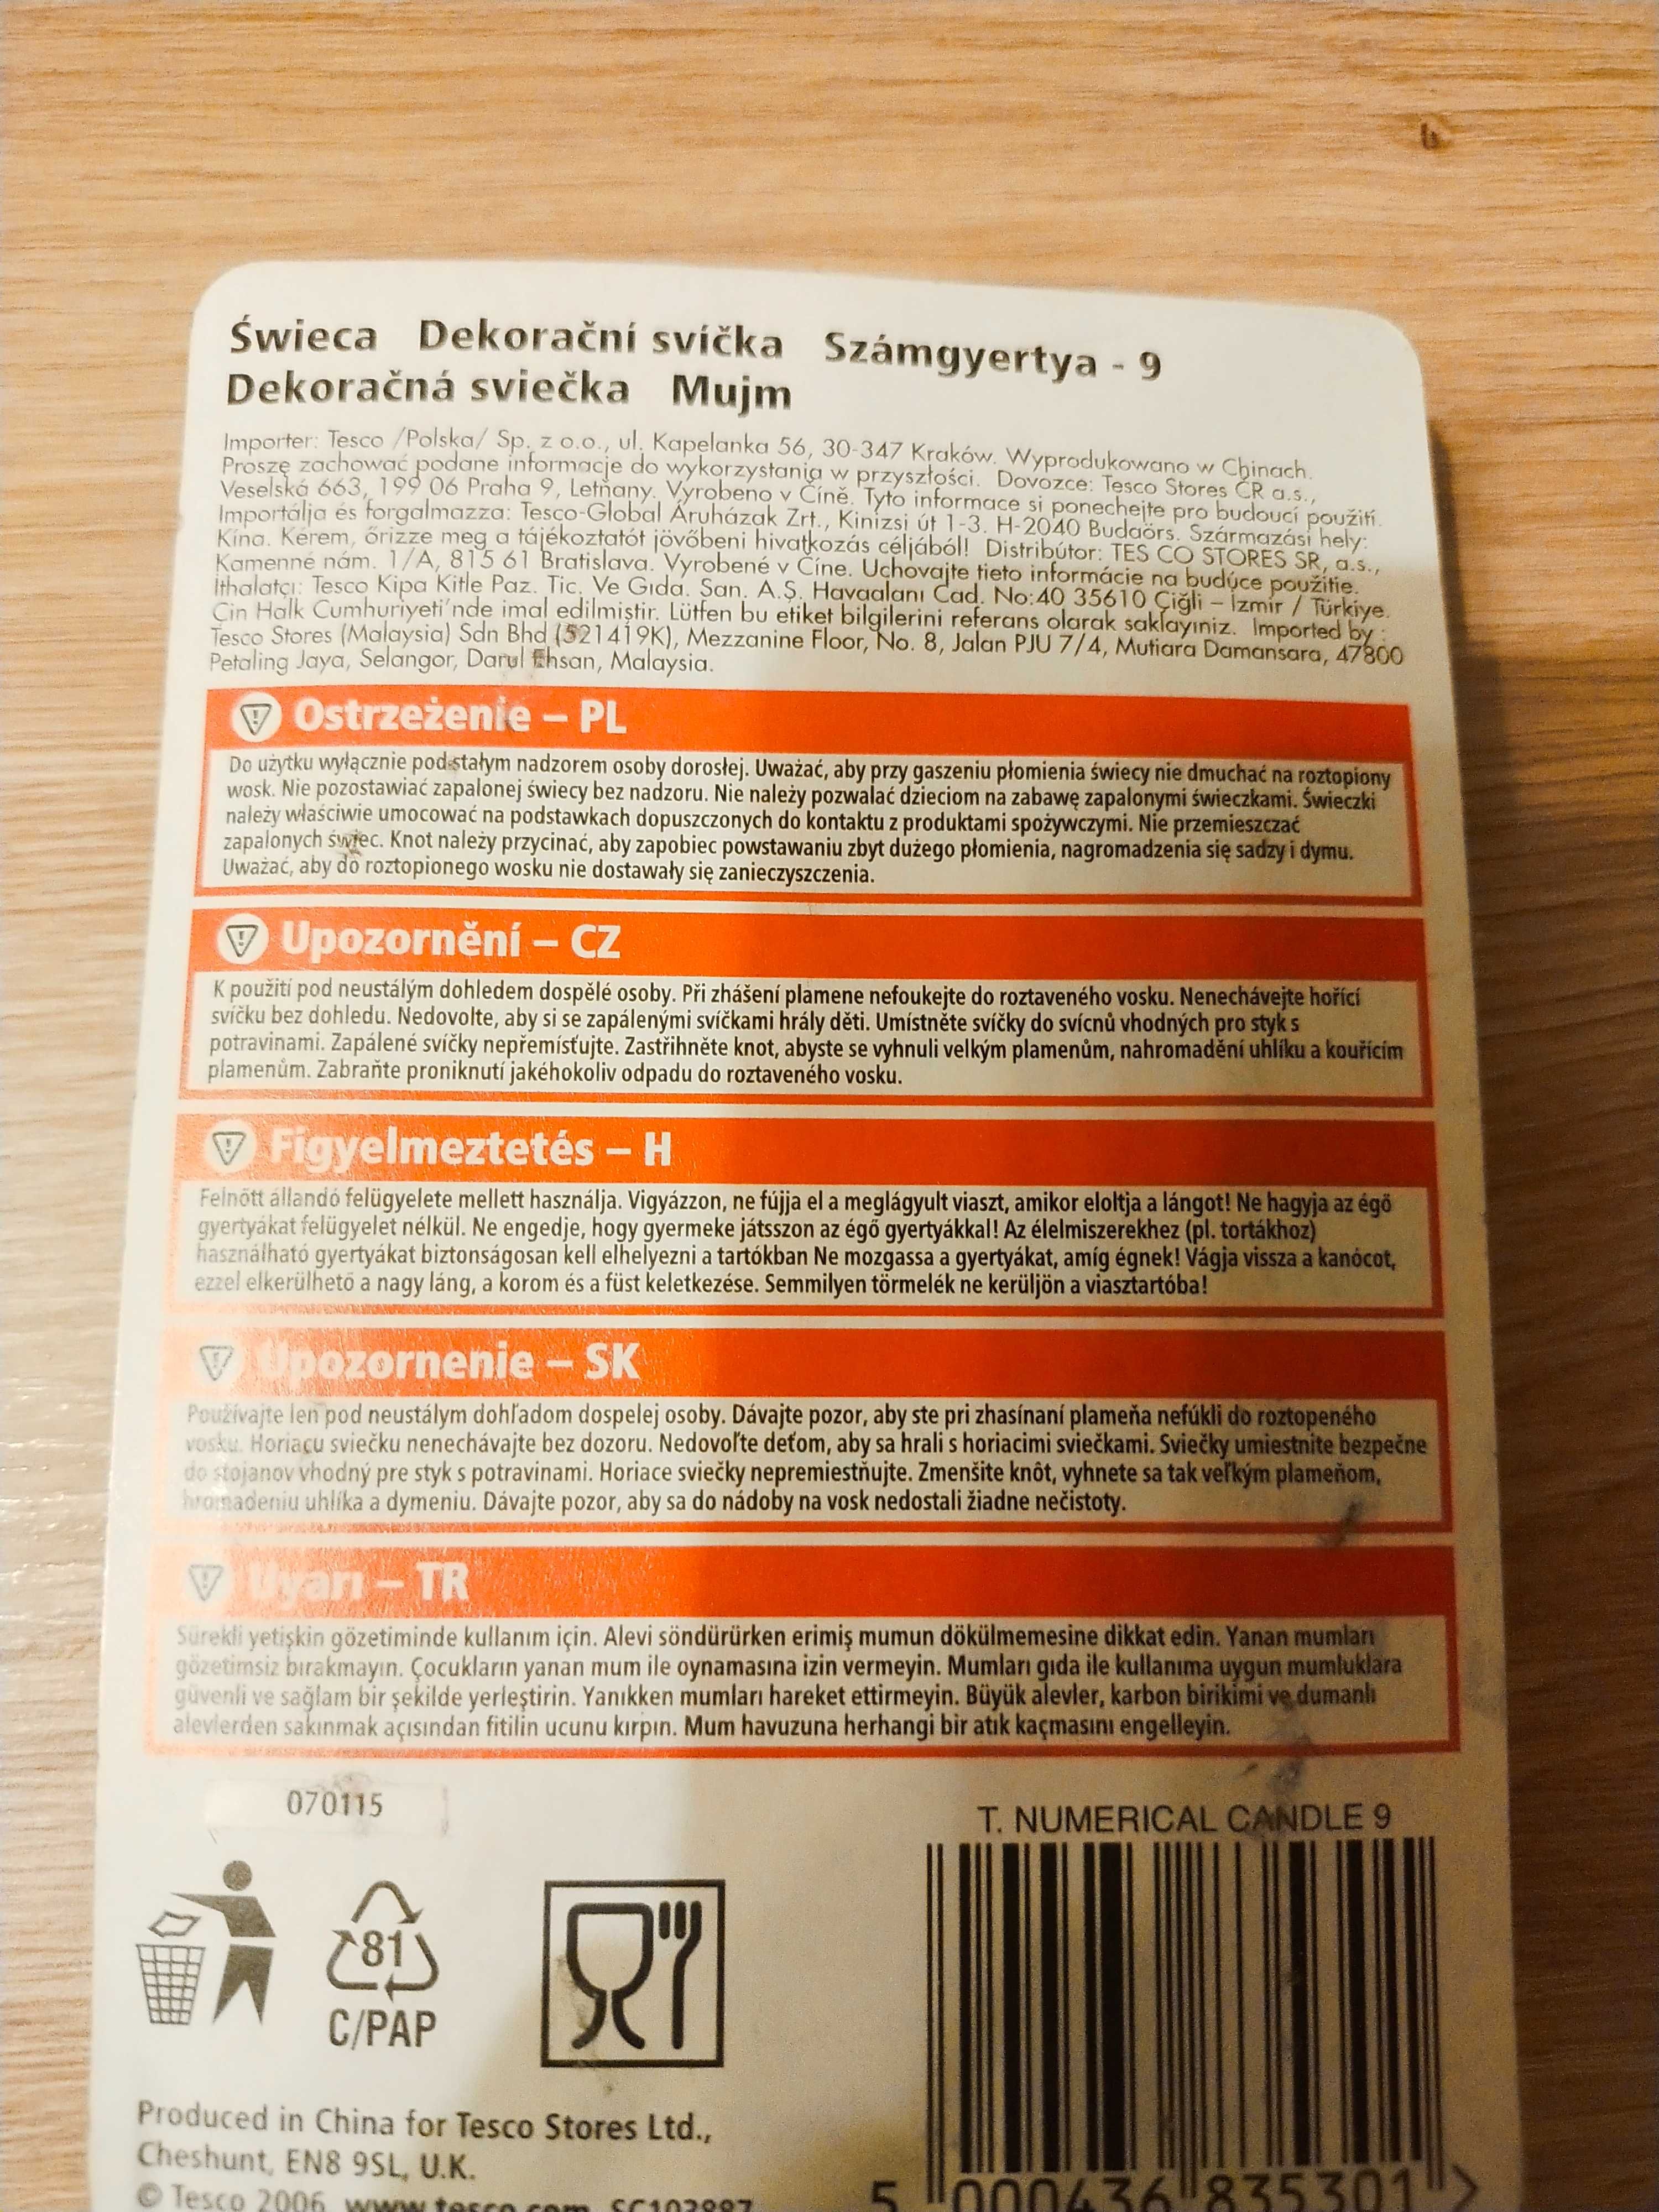 Świeca Dekorační svíčka Számgyertya - 9
Dekoračná sviečka Mujm
Importer: Tesco /Polska/ Sp. z o.o., ul. Kapelanka 56, 30-347 Kraków. Wyprodukowano w Chinach.
Proszę zachować podane informacje do wykorzystania w przyszłości. Dovozce: Tesco Stores ČR a.s.,
Veselská 663, 199 06 Praha 9, Letňany. Vyrobeno v Číně. Tyto informace si ponechejte pro budoucí použití.
Importálja és forgalmazza: Tesco-Global Áruházak Zrt., Kinizsi út 1-3. H-2040 Budaörs. Származási hely:
Kína. Kérem, őrizze meg a tájékoztatót jövőbeni hivatkozás céljából! Distribútor: TES CO STORES SR, a.s.,
Kamenné nám. 1/A, 815 61 Bratislava. Vyrobené v Číne. Uchovajte tieto informácie na budúce použitie.
İthalatçı: Tesco Kipa Kitle Paz. Tic. Ve Gıda. San. A.Ş. Havaalanı Cad. No:40 35610 Çiğli – İzmir / Türkiye.
Çin Halk Cumhuriyeti'nde imal edilmiştir. Lütfen bu etiket bilgilerini referans olarak saklayınız. Imported by :
Tesco Stores (Malaysia) Sdn Bhd (521419K), Mezzanine Floor, No. 8, Jalan PJU 7/4, Mutiara Damansara, 47800
Petaling Jaya, Selangor, Darul Ehsan, Malaysia.
Ostrzeżenie – PL
Do użytku wyłącznie pod stałym nadzorem osoby dorosłej. Uważać, aby przy gaszeniu płomienia świecy nie dmuchać na roztopiony
wosk. Nie pozostawiać zapalonej świecy bez nadzoru. Nie należy pozwalać dzieciom na zabawę zapalonymi świeczkami. Świeczki
należy właściwie umocować na podstawkach dopuszczonych do kontaktu z produktami spożywczymi. Nie przemieszczać
zapalonych świec. Knot należy przycinać, aby zapobiec powstawaniu zbyt dużego płomienia, nagromadzenia się sadzy i dymu.
Uważać, aby do roztopionego wosku nie dostawały się zanieczyszczenia.
Upozornění – CZ
K použití pod neustálým dohledem dospělé osoby. Při zhášení plamene nefoukejte do roztaveného vosku. Nenechávejte hořící
svíčku bez dohledu. Nedovolte, aby si se zapálenými svíčkami hrály děti. Umístněte svíčky do svícnů vhodných pro styk s
potravinami. Zapálené svíčky nepřemísťujte. Zastřihněte knot, abyste se vyhnuli velkým plamenům, nahromadění uhlíku a kouřícím
plamenům. Zabraňte proniknutí jakéhokoliv odpadu do roztaveného vosku.
Figyelmeztetés – H
Felnőtt állandó felügyelete mellett használja. Vigyázzon, ne fújja el a meglágyult viaszt, amikor eloltja a lángot! Ne hagyja az égő
gyertyákat felügyelet nélkül. Ne engedje, hogy gyermeke játsszon az égő gyertyákkal! Az élelmiszerekhez (pl. tortákhoz)
használható gyertyákat biztonságosan kell elhelyezni a tartókban Ne mozgassa a gyertyákat, amíg égnek! Vágja vissza a kanócot,
ezzel elkerülhető a nagy láng, a korom és a füst keletkezése. Semmilyen törmelék ne kerüljön a viasztartóba!
Upozornenie – SK
Používajte len pod neustálym dohľadom dospelej osoby. Dávajte pozor, aby ste pri zhasínaní plameňa nefúkli do roztopeného
vosku. Horiacu sviečku nenechávajte bez dozoru. Nedovoľte deťom, aby sa hrali s horiacimi sviečkami. Sviečky umiestnite bezpečne
do stojanov vhodný pre styk s potravinami. Horiace sviečky nepremiestňujte. Zmenšite knôt, vyhnete sa tak veľkým plameňom,
hromadeniu uhlíka a dymeniu. Dávajte pozor, aby sa do nádoby na vosk nedostali žiadne nečistoty.
Uyarı – TR
Sürekli yetişkin gözetiminde kullanım için. Alevi söndürürken erimiş mumun dökülmemesine dikkat edin. Yanan mumları
gözetimsiz bırakmayın. Çocukların yanan mum ile oynamasına izin vermeyin. Mumları gıda ile kullanıma uygun mumluklara
güvenli ve sağlam bir şekilde yerleştirin. Yanıkken mumları hareket ettirmeyin. Büyük alevler, karbon birikimi ve dumanlı
alevlerden sakınmak açısından fitilin ucunu kırpın. Mum havuzuna herhangi bir atık kaçmasını engelleyin.
070115
T. NUMERICAL CANDLE 9
81
C/PAP
Produced in China for Tesco Stores Ltd.,
Cheshunt, EN8 9SL, U.K.
© Tesco 2006. www.tesco.com SC103887
5 000436 835301 >